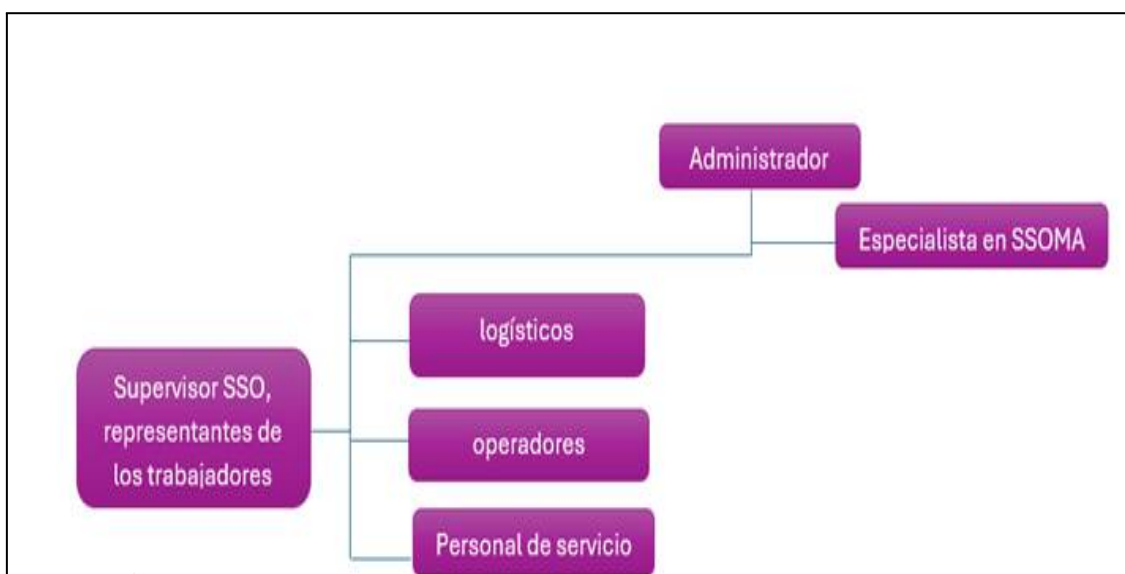 Administrador
Especialista en SSOMA
logísticos
Supervisor SSO,
representantes de
los trabajadores
operadores
Personal de servicio